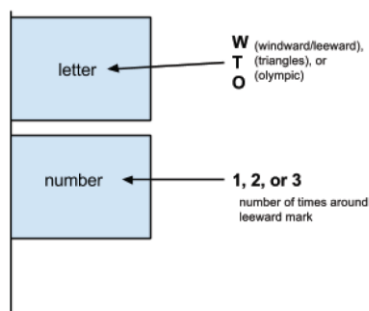 letter
W (windward/leeward),
T (triangles), or
O (olympic)
number
1, 2, or 3
number of times around
leeward mark